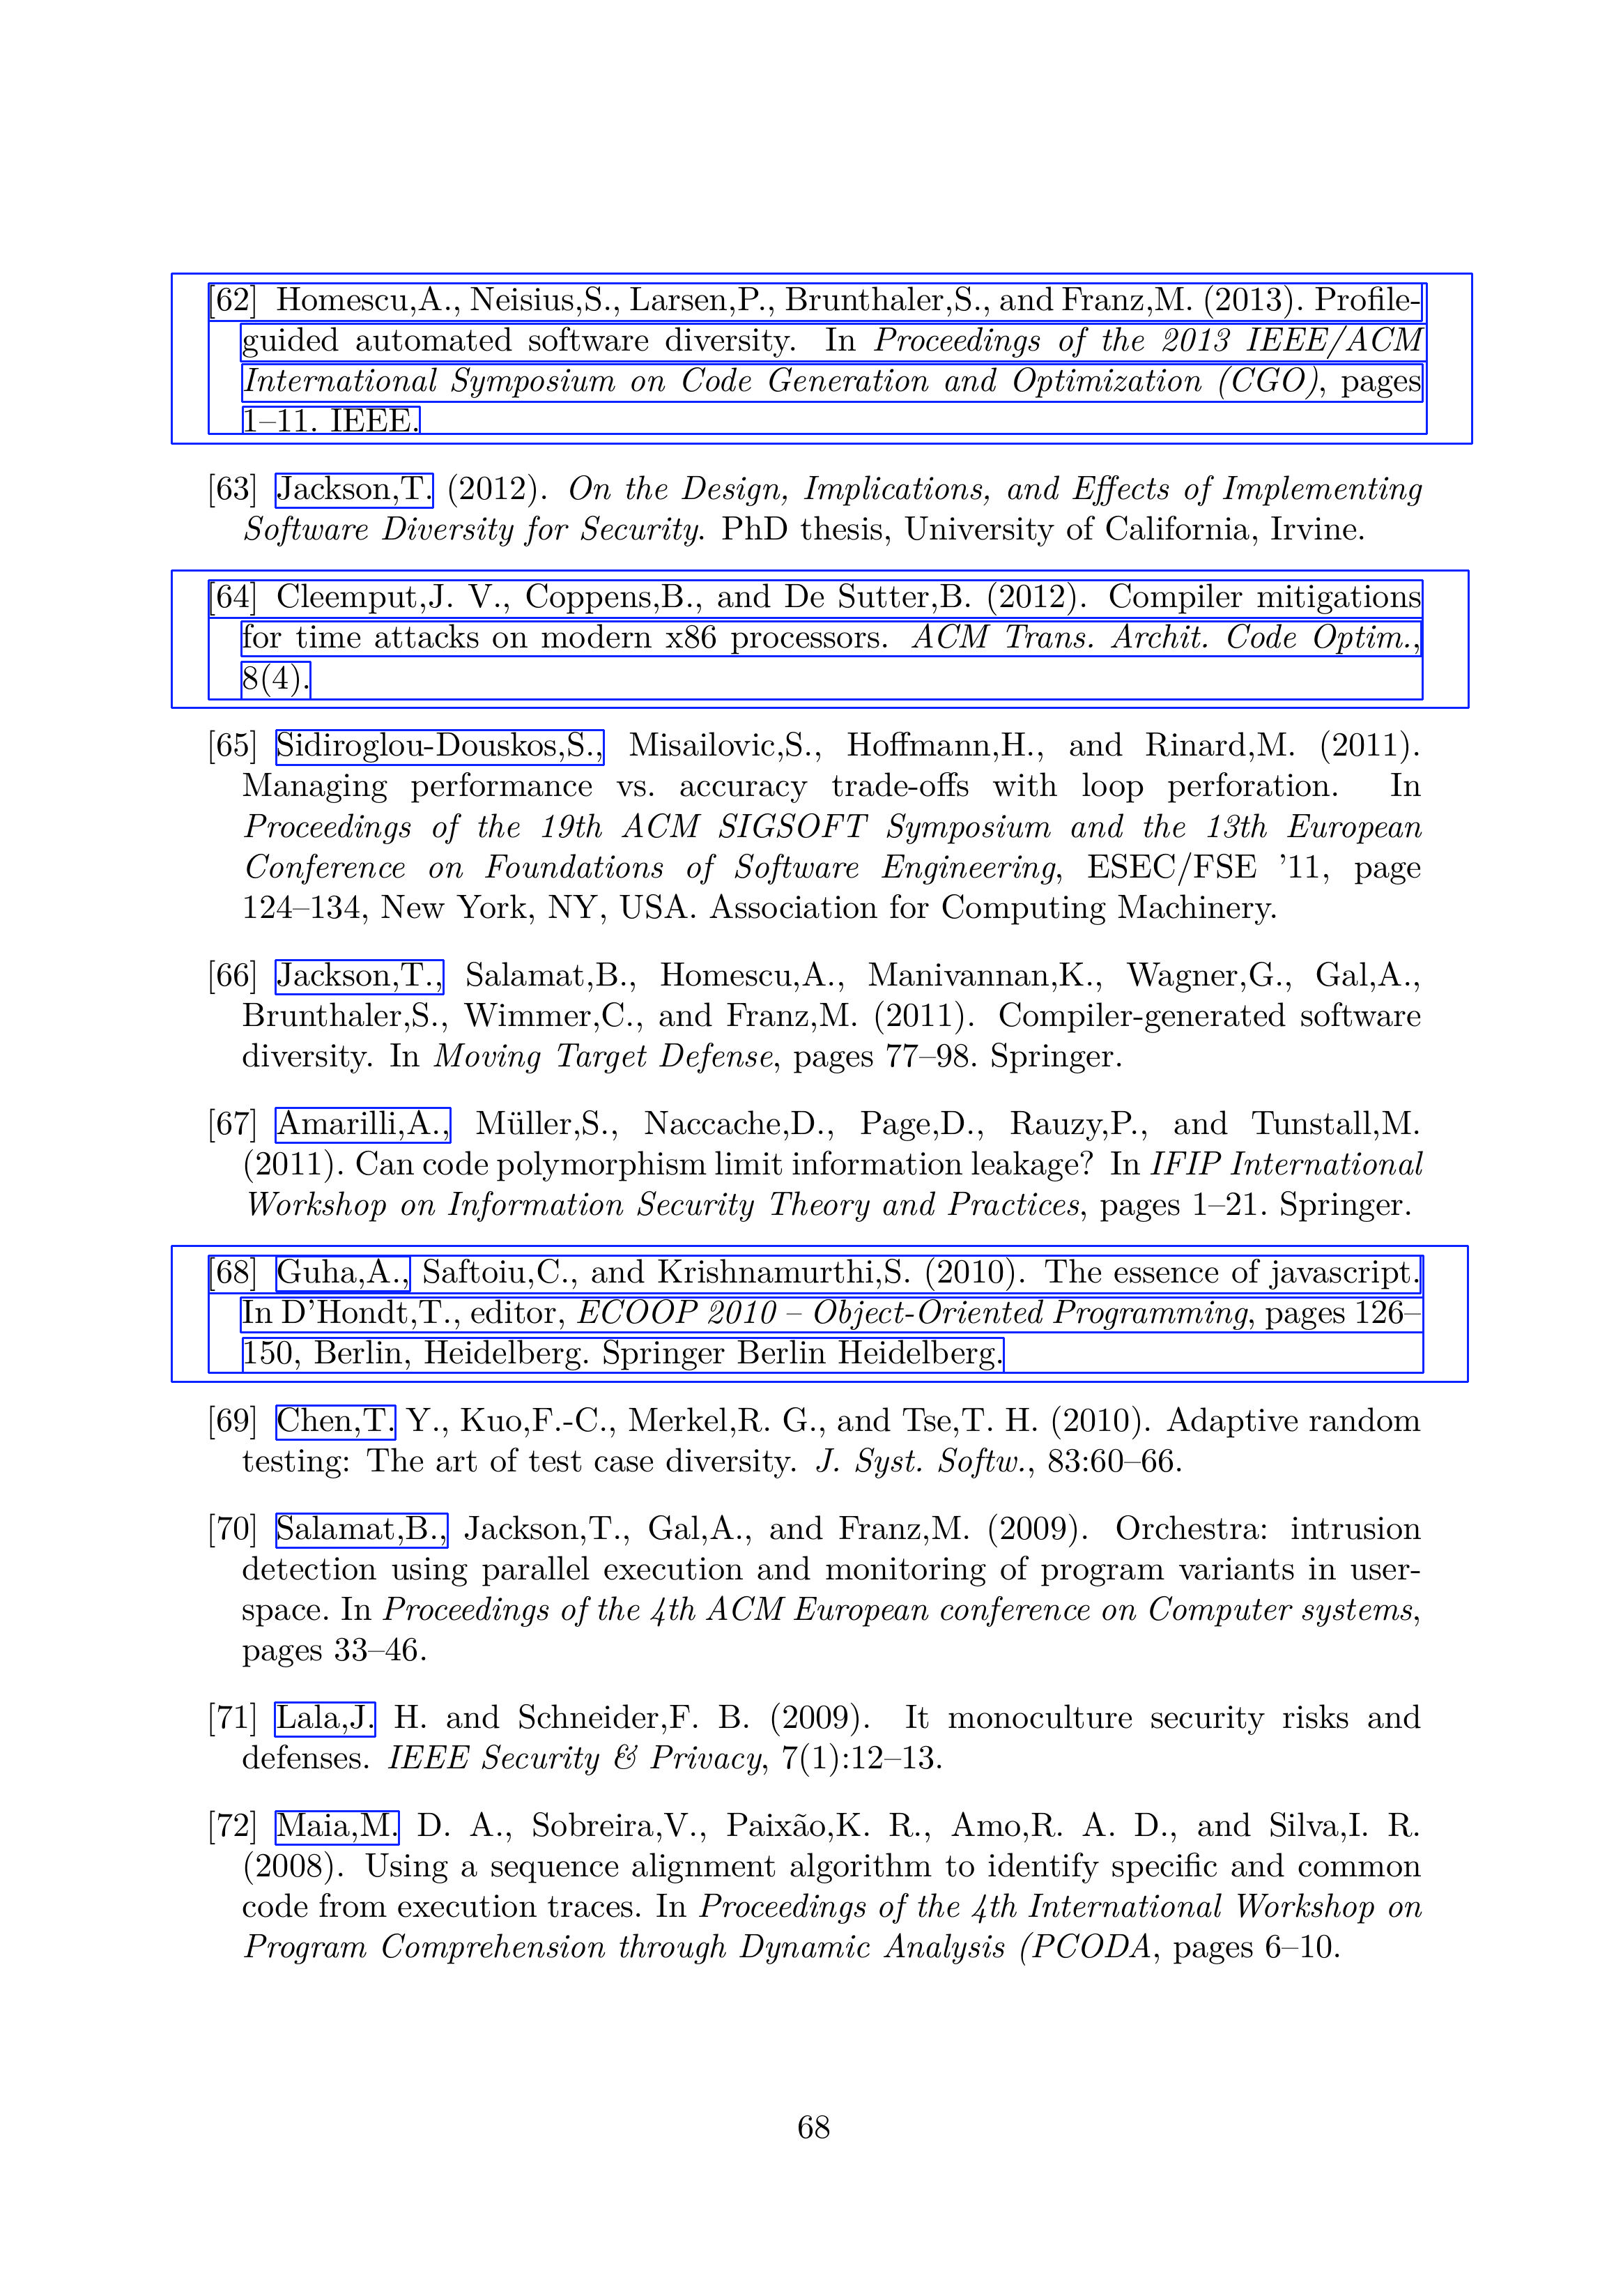 [62] Homescu,A., Neisius,S., Larsen,P., Brunthaler,S., and Franz,M. (2013). Profile-
guided automated software diversity. In Proceedings of the 2013 IEEE/ACM
International Symposium on Code Generation and Optimization (CGO), pages
1–11. IEEE.
[63] Jackson,T. (2012). On the Design, Implications, and Effects of Implementing
Software Diversity for Security. PhD thesis, University of California, Irvine.
[64] Cleemput,J. V., Coppens,B., and De Sutter,B. (2012). Compiler mitigations
for time attacks on modern x86 processors. ACM Trans. Archit. Code Optim.,
8(4).
[65] Sidiroglou-Douskos,S., Misailovic,S., Hoffmann,H., and Rinard,M. (2011).
Managing performance vs. accuracy trade-offs with loop perforation. In
Proceedings of the 19th ACM SIGSOFT Symposium and the 13th European
Conference on Foundations of Software Engineering, ESEC/FSE ’11, page
124–134, New York, NY, USA. Association for Computing Machinery.
[66] Jackson,T., Salamat,B., Homescu,A., Manivannan,K., Wagner,G., Gal,A.,
Brunthaler,S., Wimmer,C., and Franz,M. (2011). Compiler-generated software
diversity. In Moving Target Defense, pages 77–98. Springer.
[67] Amarilli,A., Müller,S., Naccache,D., Page,D., Rauzy,P., and Tunstall,M.
(2011). Can code polymorphism limit information leakage? In IFIP International
Workshop on Information Security Theory and Practices, pages 1–21. Springer.
[68] Guha,A., Saftoiu,C., and Krishnamurthi,S. (2010). The essence of javascript.
In D’Hondt,T., editor, ECOOP 2010 – Object-Oriented Programming, pages 126–
150, Berlin, Heidelberg. Springer Berlin Heidelberg.
[69] Chen,T. Y., Kuo,F.-C., Merkel,R. G., and Tse,T. H. (2010). Adaptive random
testing: The art of test case diversity. J. Syst. Softw., 83:60–66.
[70] Salamat,B., Jackson,T., Gal,A., and Franz,M. (2009). Orchestra: intrusion
detection using parallel execution and monitoring of program variants in user-
space. In Proceedings of the 4th ACM European conference on Computer systems,
pages 33–46.
[71] Lala,J. H. and Schneider,F. B. (2009). It monoculture security risks and
defenses. IEEE Security & Privacy, 7(1):12–13.
[72] Maia,M. D. A., Sobreira,V., Paixão,K. R., Amo,R. A. D., and Silva,I. R.
(2008). Using a sequence alignment algorithm to identify specific and common
code from execution traces. In Proceedings of the 4th International Workshop on
Program Comprehension through Dynamic Analysis (PCODA, pages 6–10.
68